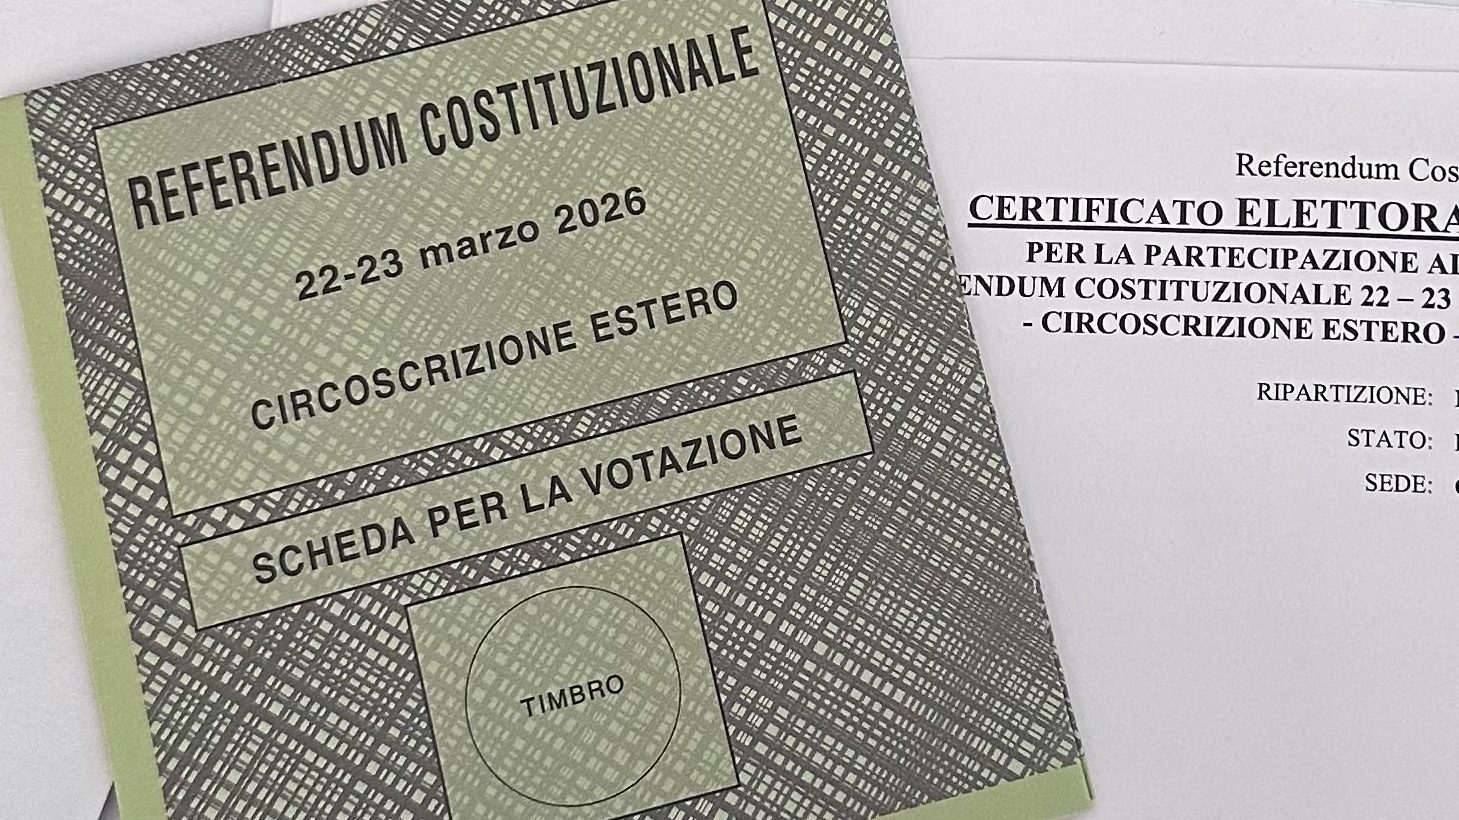 REFERENDUM COSTITUZIONALE
22-23 marzo 2026
CIRCOSCRIZIONE ESTERO
SCHEDA PER LA VOTAZIONE
TIMBRO
Referendum Cos
CERTIFICATO ELETTORA
PER LA PARTECIPAZIONE AL
ENDUM COSTITUZIONALE 22 – 23
- CIRCOSCRIZIONE ESTERO -
RIPARTIZIONE:
STATO:
SEDE: